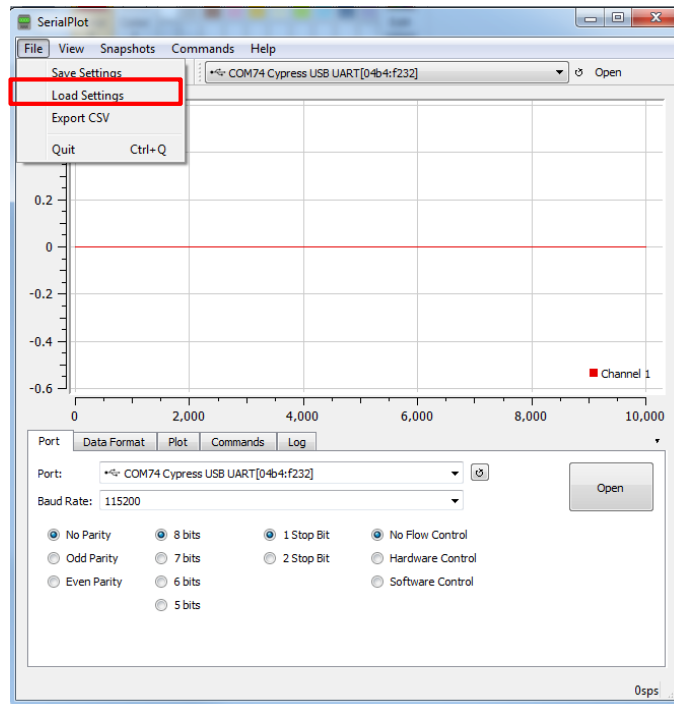 SerialPlot
File View Snapshots Commands Help
Save Settings
COM74 Cypress USB UART[04b4:f232] Open
Load Settings
Export CSV
Quit Ctrl+Q
0.2
0
-0.2
-0.4
-0.6
Channel 1
0 2,000 4,000 6,000 8,000 10,000
Port Data Format Plot Commands Log
Port: COM74 Cypress USB UART[04b4:f232]
Open
Baud Rate: 115200
No Parity 8 bits 1 Stop Bit No Flow Control
Odd Parity 7 bits 2 Stop Bit Hardware Control
Even Parity 6 bits Software Control
5 bits
0sps